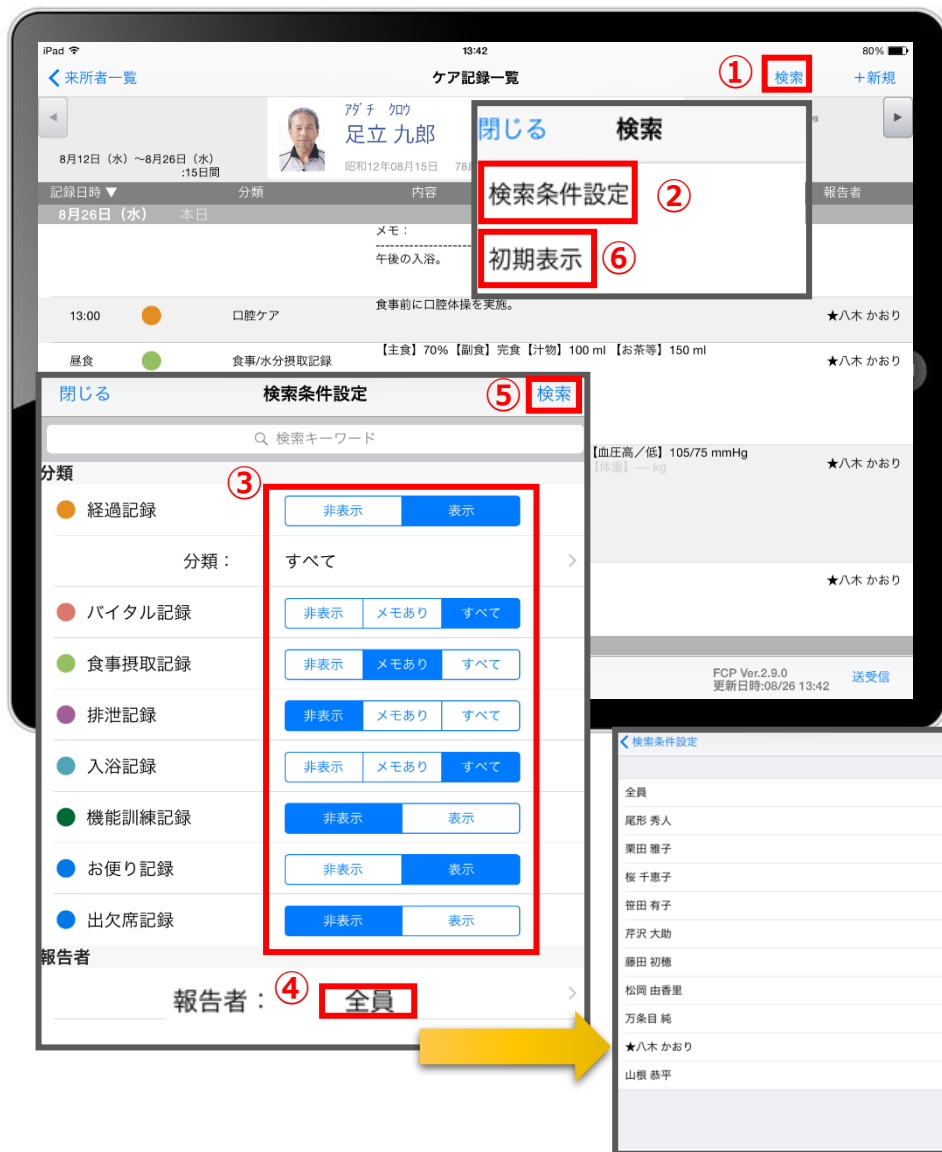 iPad 13:42 80%
来所者一覧 ケア記録一覧 ① 検索 ＋新規
アダチ クロウ
足立 九郎
8月12日（水）～8月26日（水）
:15日間
昭和12年08月15日
記録日時 ▼ 分類 内容 報告者
8月26日（水） 本日
閉じる 検索
検索条件設定 ②
初期表示 ⑥
メモ：
午後の入浴。
13:00 口腔ケア 食事前に口腔体操を実施。 ★八木 かおり
昼食 食事/水分摂取記録 【主食】70%【副食】完食【汁物】100 ml 【お茶等】150 ml ★八木 かおり
【血圧高／低】105/75 mmHg
【体重】--- kg
★八木 かおり
★八木 かおり
FCP Ver.2.9.0
更新日時:08/26 13:42 送受信
閉じる 検索条件設定 ⑤ 検索
検索キーワード
分類
③
経過記録 非表示 表示
分類： すべて
バイタル記録 非表示 メモあり すべて
食事摂取記録 非表示 メモあり すべて
排泄記録 非表示 メモあり すべて
入浴記録 非表示 メモあり すべて
機能訓練記録 非表示 表示
お便り記録 非表示 表示
出欠席記録 非表示 表示
報告者
報告者： ④ 全員
検索条件設定
全員
尾形 秀人
栗田 雅子
桜 千恵子
笹田 有子
芹沢 大助
藤田 初穂
松岡 由香里
万条目 純
★八木 かおり
山根 恭平